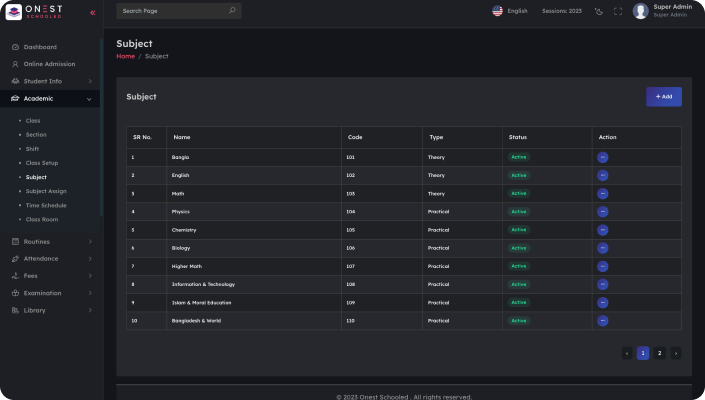 ONEST
SCHOOLED
Search Page
English
Sessions: 2023
Super Admin
Super Admin
Dashboard
Online Admission
Student Info
Academic
Class
Section
Shift
Class Setup
Subject
Subject Assign
Time Schedule
Class Room
Routines
Attendance
Fees
Examination
Library
Subject
Home / Subject
Subject
+ Add
SR No. Name Code Type Status Action
1 Bangla 101 Theory Active
2 English 102 Theory Active
3 Math 103 Theory Active
4 Physics 104 Practical Active
5 Chemistry 105 Practical Active
6 Biology 106 Practical Active
7 Higher Math 107 Practical Active
8 Information & Technology 108 Practical Active
9 Islam & Moral Education 109 Practical Active
10 Bangladesh & World 110 Practical Active
‹ 1 2 ›
© 2023 Onest Schooled . All rights reserved.